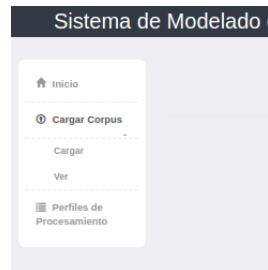 Sistema de Modelado
Inicio
Cargar Corpus
Cargar
Ver
Perfiles de
Procesamiento